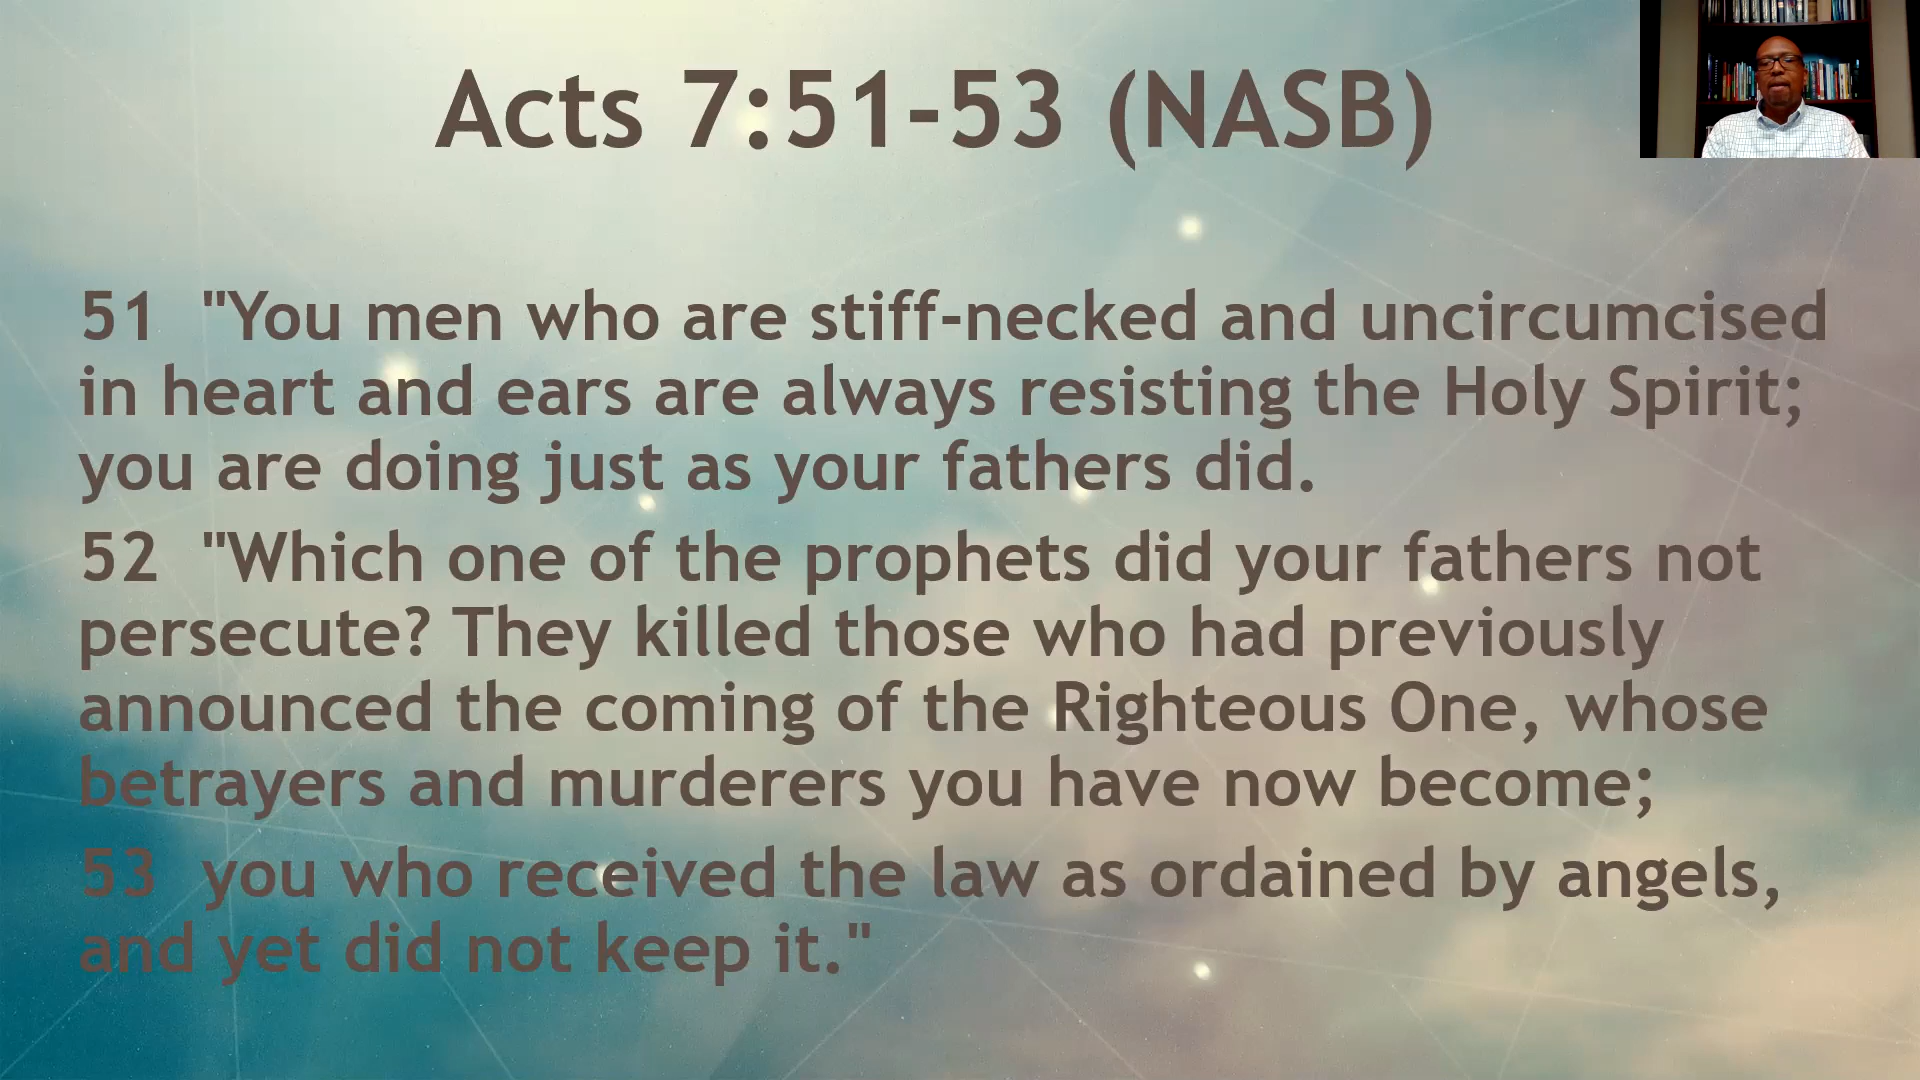 Acts 7:51-53 (NASB)
51 "You men who are stiff-necked and uncircumcised
in heart and ears are always resisting the Holy Spirit;
you are doing just as your fathers did.
52 "Which one of the prophets did your fathers not
persecute? They killed those who had previously
announced the coming of the Righteous One, whose
betrayers and murderers you have now become;
53 you who received the law as ordained by angels,
and yet did not keep it."